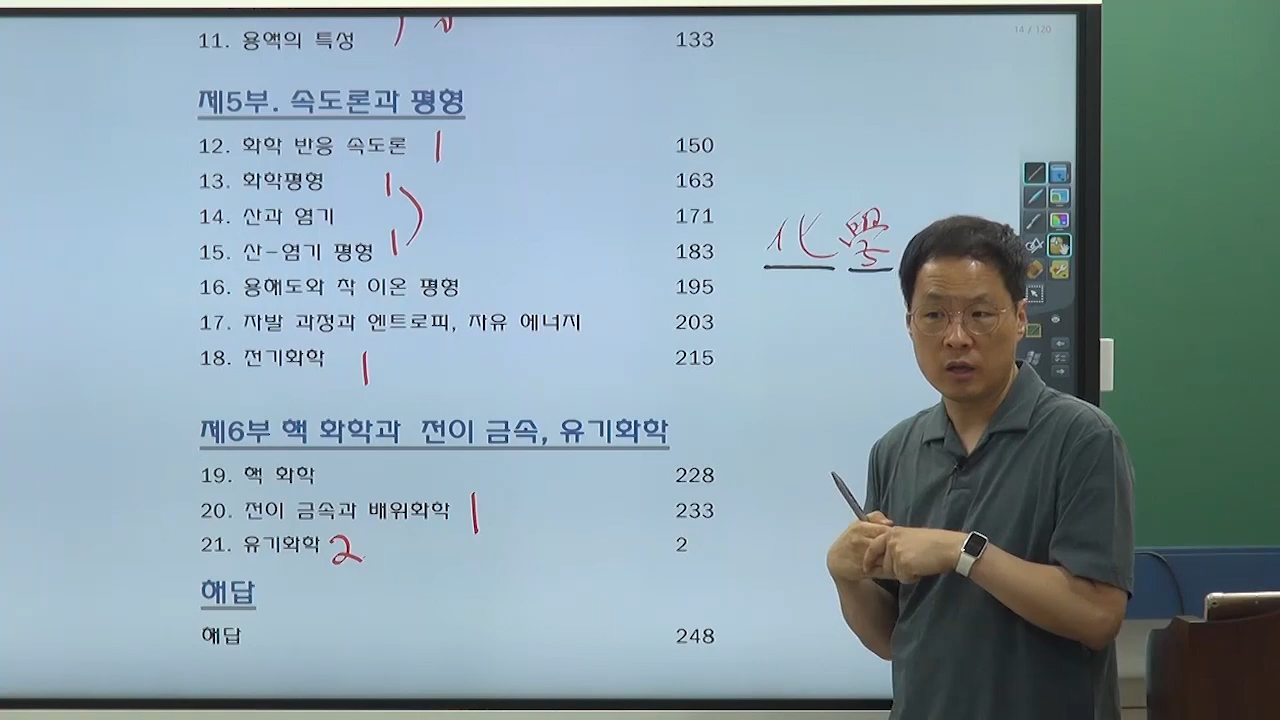 14 / 120
11. 용액의 특성 133
제5부. 속도론과 평형
12. 화학 반응 속도론 1 150
13. 화학평형 1 163
14. 산과 염기 171
15. 산-염기 평형 1 183
化學
16. 용해도와 착 이온 평형 195
17. 자발 과정과 엔트로피, 자유 에너지 203
18. 전기화학 1 215
제6부 핵 화학과 전이 금속, 유기화학
19. 핵 화학 228
20. 전이 금속과 배위화학 1 233
21. 유기화학 2 2
해답
해답 248